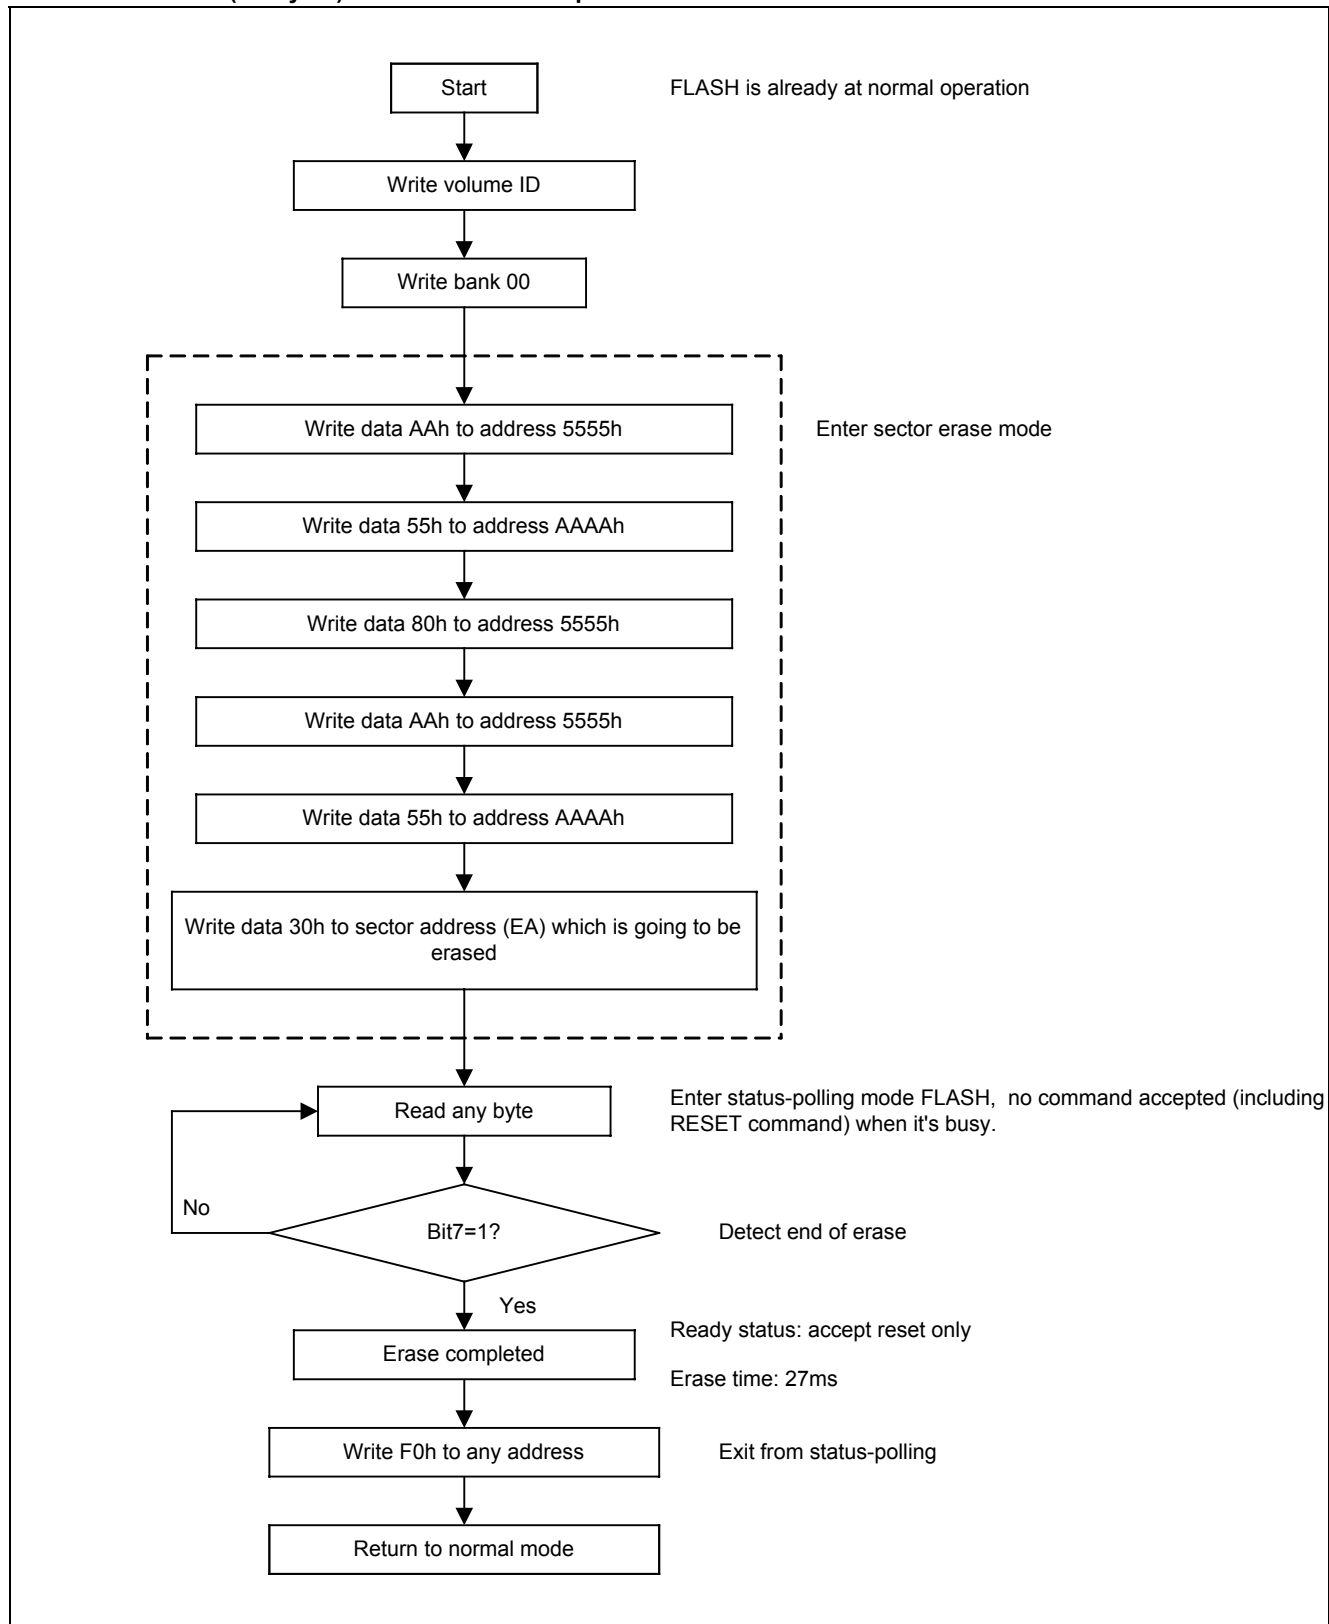 Start
FLASH is already at normal operation
Write volume ID
Write bank 00
Write data AAh to address 5555h
Enter sector erase mode
Write data 55h to address AAAAh
Write data 80h to address 5555h
Write data AAh to address 5555h
Write data 55h to address AAAAh
Write data 30h to sector address (EA) which is going to be
erased
Read any byte
Enter status-polling mode FLASH,  no command accepted (including
RESET command) when it's busy.
No
Bit7=1?
Detect end of erase
Yes
Ready status: accept reset only
Erase completed
Erase time: 27ms
Write F0h to any address
Exit from status-polling
Return to normal mode